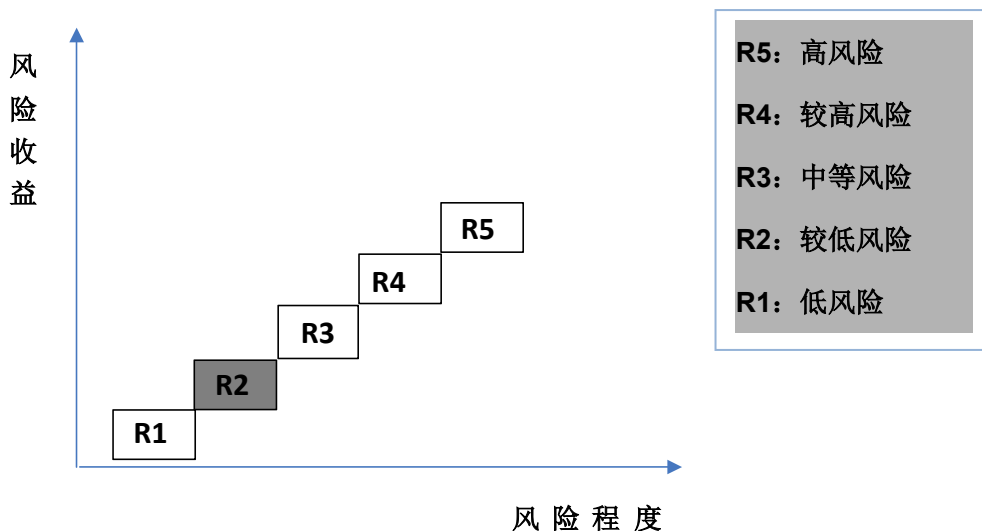 风
险
收
益
R5
R4
R3
R2
R1
风 险 程 度
R5：高风险
R4：较高风险
R3：中等风险
R2：较低风险
R1：低风险